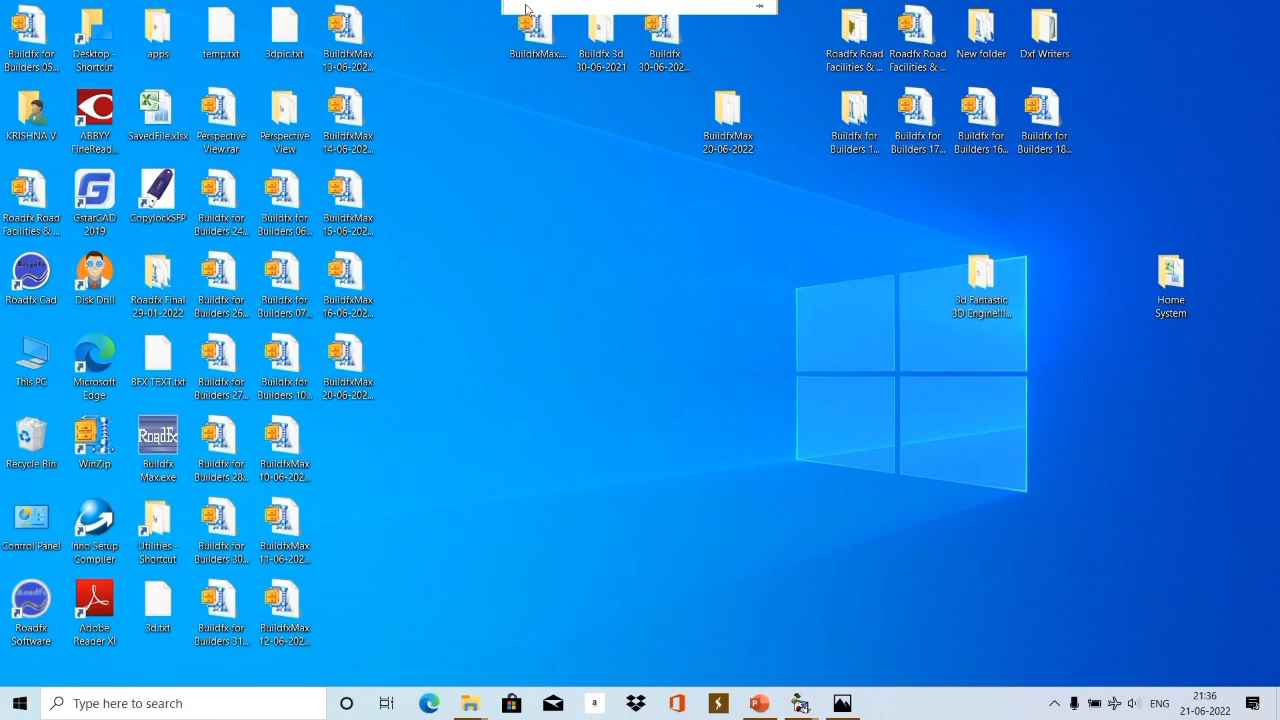 Buildfx for
Builders 05...
Desktop -
Shortcut
apps
temp.txt
3dpic.txt
BuildfxMax
13-06-202...
BuildfxMax....
Buildfx 3d
30-06-2021
Buildfx
30-06-202...
Roadfx Road
Facilities & ...
Roadfx Road
Facilities & ...
New folder
Dxf Writers
KRISHNA V
ABBYY
FineRead...
SavedFile.xlsx
Perspective
View.rar
Perspective
View
BuildfxMax
14-06-202...
BuildfxMax
20-06-2022
Buildfx for
Builders 1...
Buildfx for
Builders 17...
Buildfx for
Builders 16...
Buildfx for
Builders 18...
Roadfx Road
Facilities & ...
GstarCAD
2019
CopylockSFP
Buildfx for
Builders 24...
Buildfx for
Builders 06...
BuildfxMax
15-06-202...
Roadfx Cad
Disk Drill
Roadfx Final
29-01-2022
Buildfx for
Builders 26...
Buildfx for
Builders 07...
BuildfxMax
16-06-202...
3d Fantastic
3D Engine!!!...
Home
System
This PC
Microsoft
Edge
BFX TEXT.txt
Buildfx for
Builders 27...
Buildfx for
Builders 10...
BuildfxMax
20-06-202...
Recycle Bin
WinZip
RoadFx
Buildfx
Max.exe
Buildfx for
Builders 28...
BuildfxMax
10-06-202...
Control Panel
Inno Setup
Compiler
Utilities -
Shortcut
Buildfx for
Builders 30...
BuildfxMax
11-06-202...
Roadfx
Software
Adobe
Reader XI
3d.txt
Buildfx for
Builders 31...
BuildfxMax
12-06-202...
Type here to search
ENG
21:36
21-06-2022